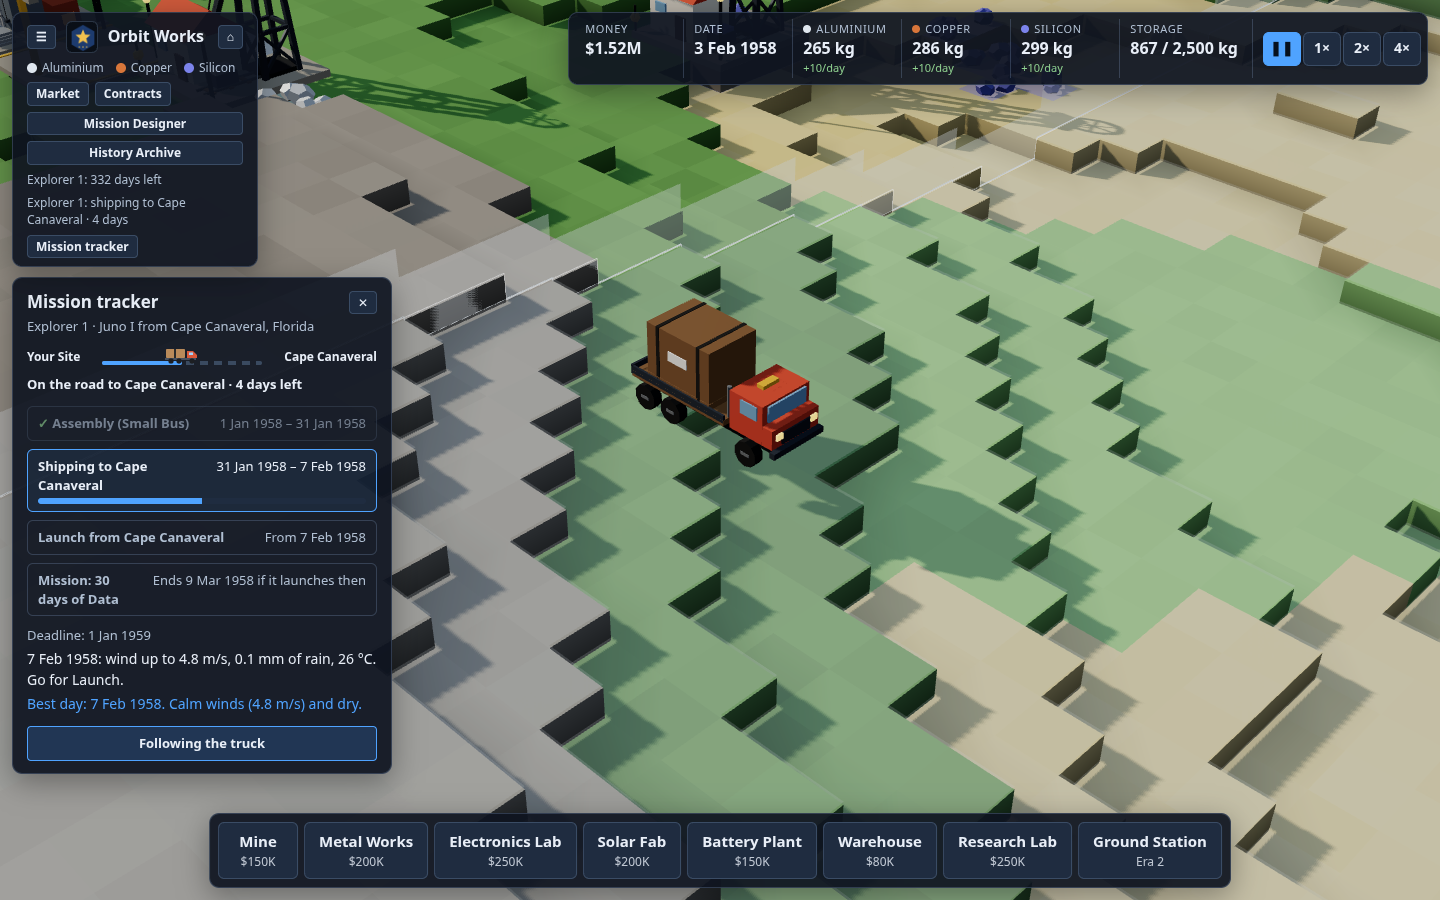 Orbit Works
Aluminium Copper Silicon
Market Contracts
Mission Designer
History Archive
Explorer 1: 332 days left
Explorer 1: shipping to Cape
Canaveral · 4 days
Mission tracker
MONEY
$1.52M
DATE
3 Feb 1958
ALUMINIUM
265 kg
+10/day
COPPER
286 kg
+10/day
SILICON
299 kg
+10/day
STORAGE
867 / 2,500 kg
1× 2× 4×
Mission tracker
Explorer 1 · Juno I from Cape Canaveral, Florida
Your Site Cape Canaveral
On the road to Cape Canaveral · 4 days left
✓ Assembly (Small Bus) 1 Jan 1958 – 31 Jan 1958
Shipping to Cape 31 Jan 1958 – 7 Feb 1958
Canaveral
Launch from Cape Canaveral From 7 Feb 1958
Mission: 30 Ends 9 Mar 1958 if it launches then
days of Data
Deadline: 1 Jan 1959
7 Feb 1958: wind up to 4.8 m/s, 0.1 mm of rain, 26 °C.
Go for Launch.
Best day: 7 Feb 1958. Calm winds (4.8 m/s) and dry.
Following the truck
Mine
$150K
Metal Works
$200K
Electronics Lab
$250K
Solar Fab
$200K
Battery Plant
$150K
Warehouse
$80K
Research Lab
$250K
Ground Station
Era 2